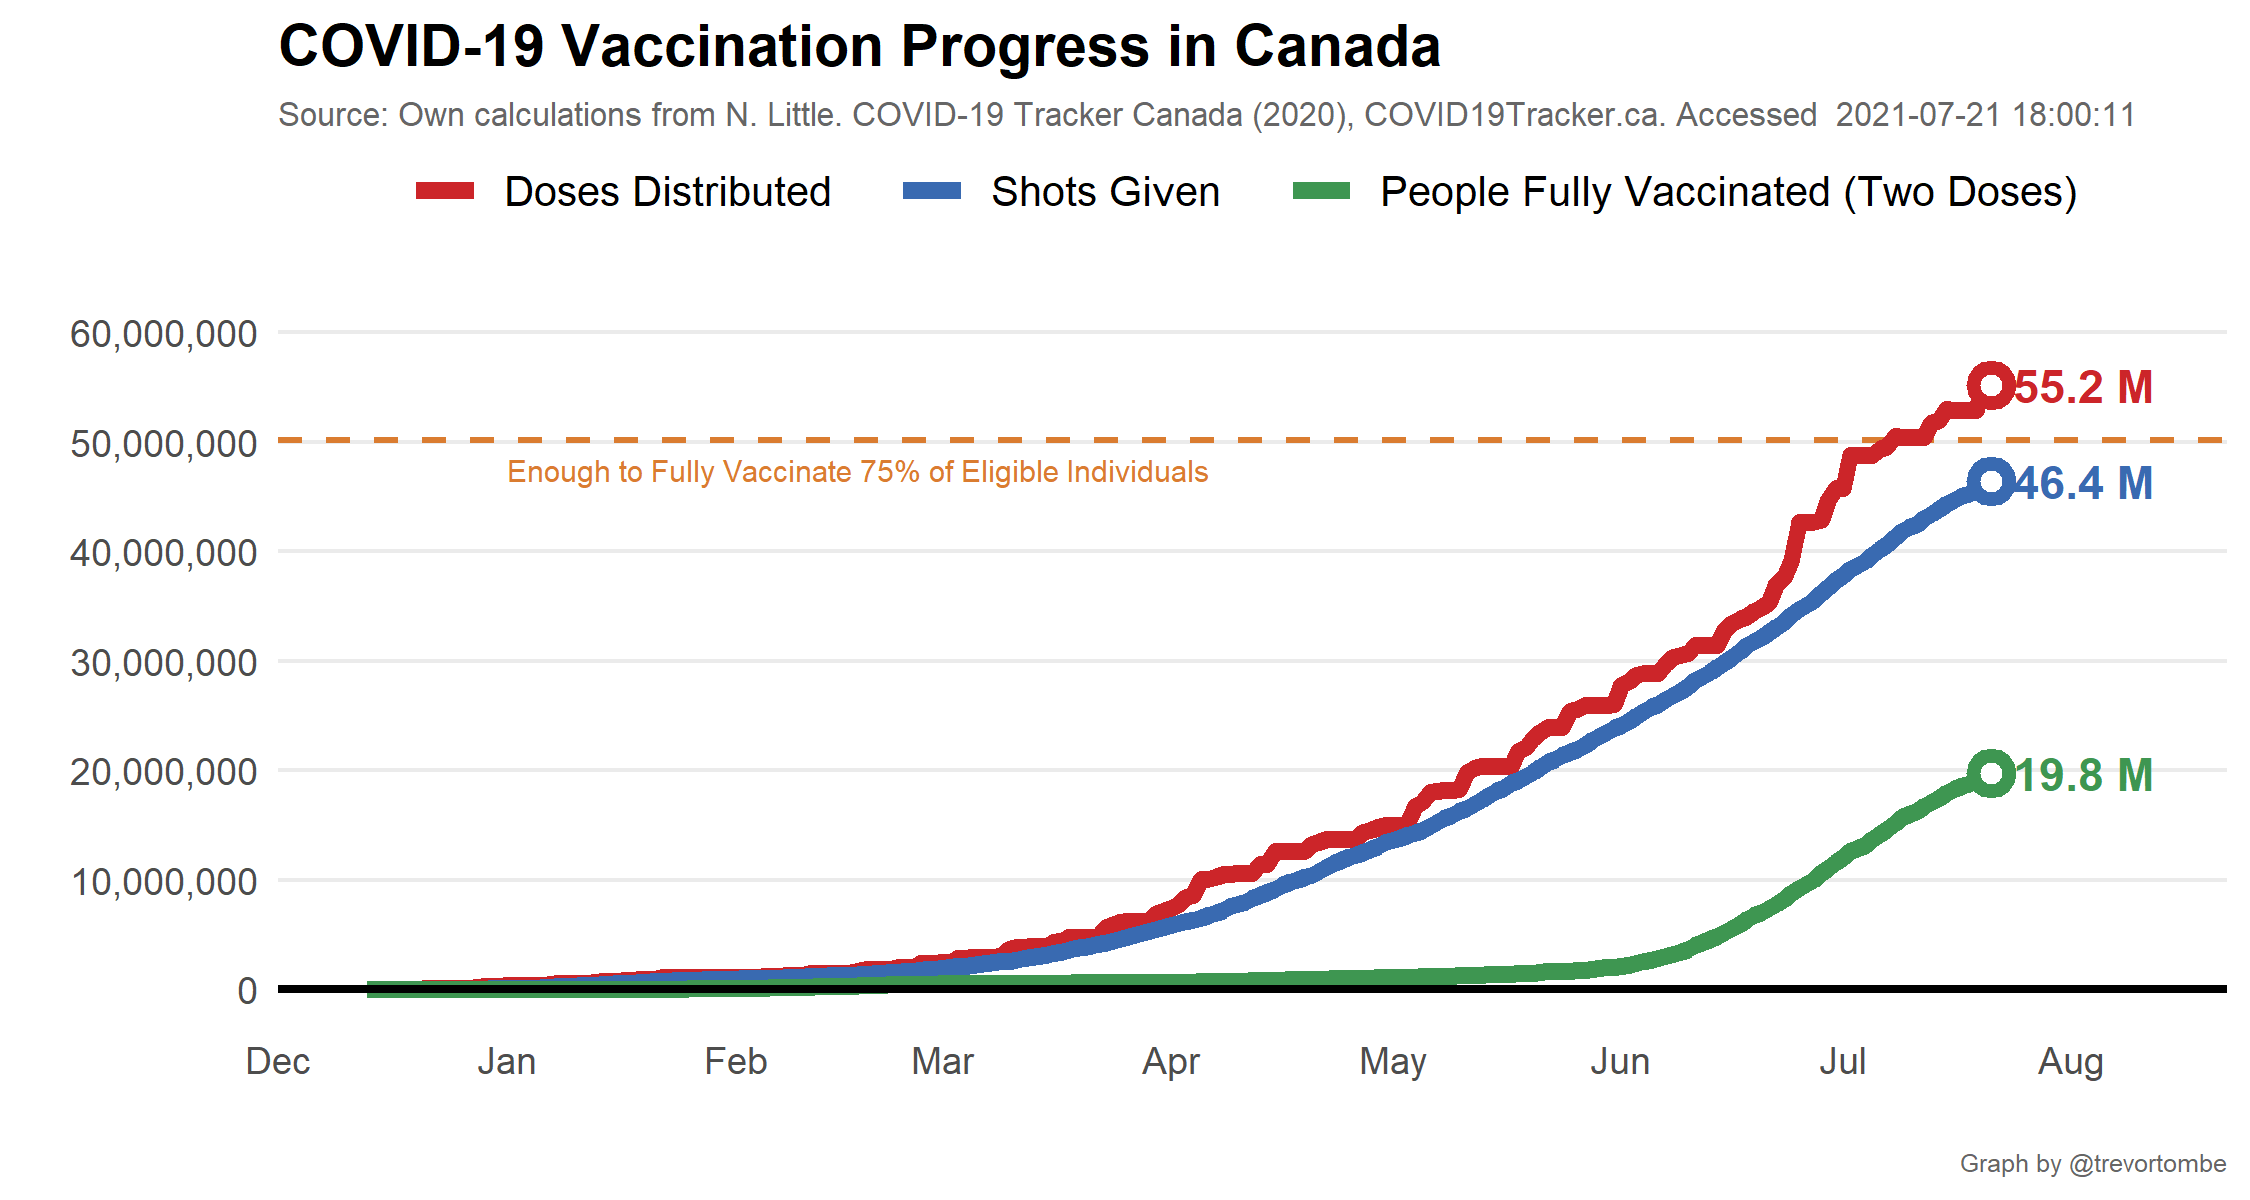 COVID-19 Vaccination Progress in Canada
Source: Own calculations from N. Little. COVID-19 Tracker Canada (2020), COVID19Tracker.ca. Accessed  2021-07-21 18:00:11
Doses Distributed
Shots Given
People Fully Vaccinated (Two Doses)
60,000,000
50,000,000
40,000,000
30,000,000
20,000,000
10,000,000
0
Enough to Fully Vaccinate 75% of Eligible Individuals
55.2 M
46.4 M
19.8 M
Dec
Jan
Feb
Mar
Apr
May
Jun
Jul
Aug
Graph by @trevortombe